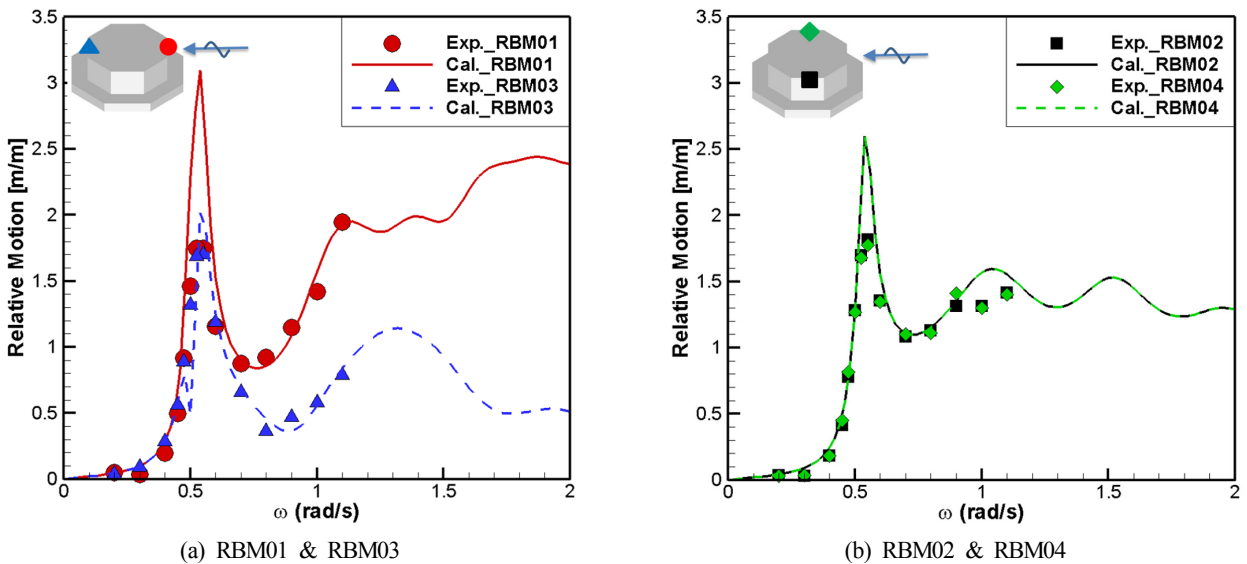 Relative Motion [m/m]
3.5
3
2.5
2
1.5
1
0.5
0
0
0.5
1
1.5
2
ω (rad/s)
Exp._RBM01
Cal._RBM01
Exp._RBM03
Cal._RBM03
(a) RBM01 & RBM03
Relative Motion [m/m]
3.5
3
2.5
2
1.5
1
0.5
0
0
0.5
1
1.5
2
ω (rad/s)
Exp._RBM02
Cal._RBM02
Exp._RBM04
Cal._RBM04
(b) RBM02 & RBM04